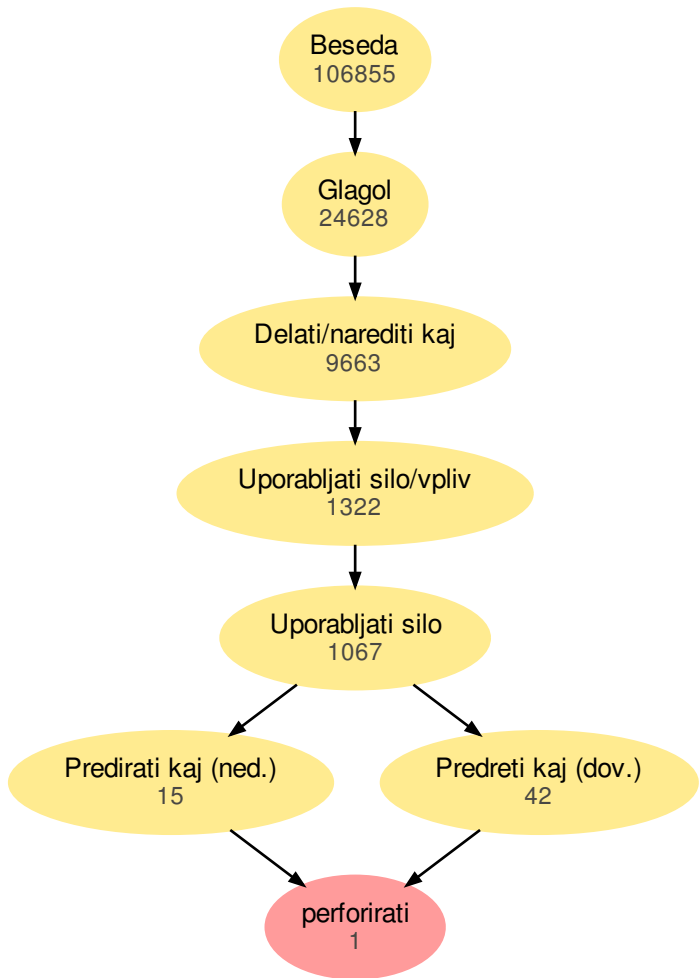 Beseda
106855
Glagol
24628
Delati/narediti kaj
9663
Uporabljati silo/vpliv
1322
Uporabljati silo
1067
Predirati kaj (ned.)
15
Predreti kaj (dov.)
42
perforirati
1